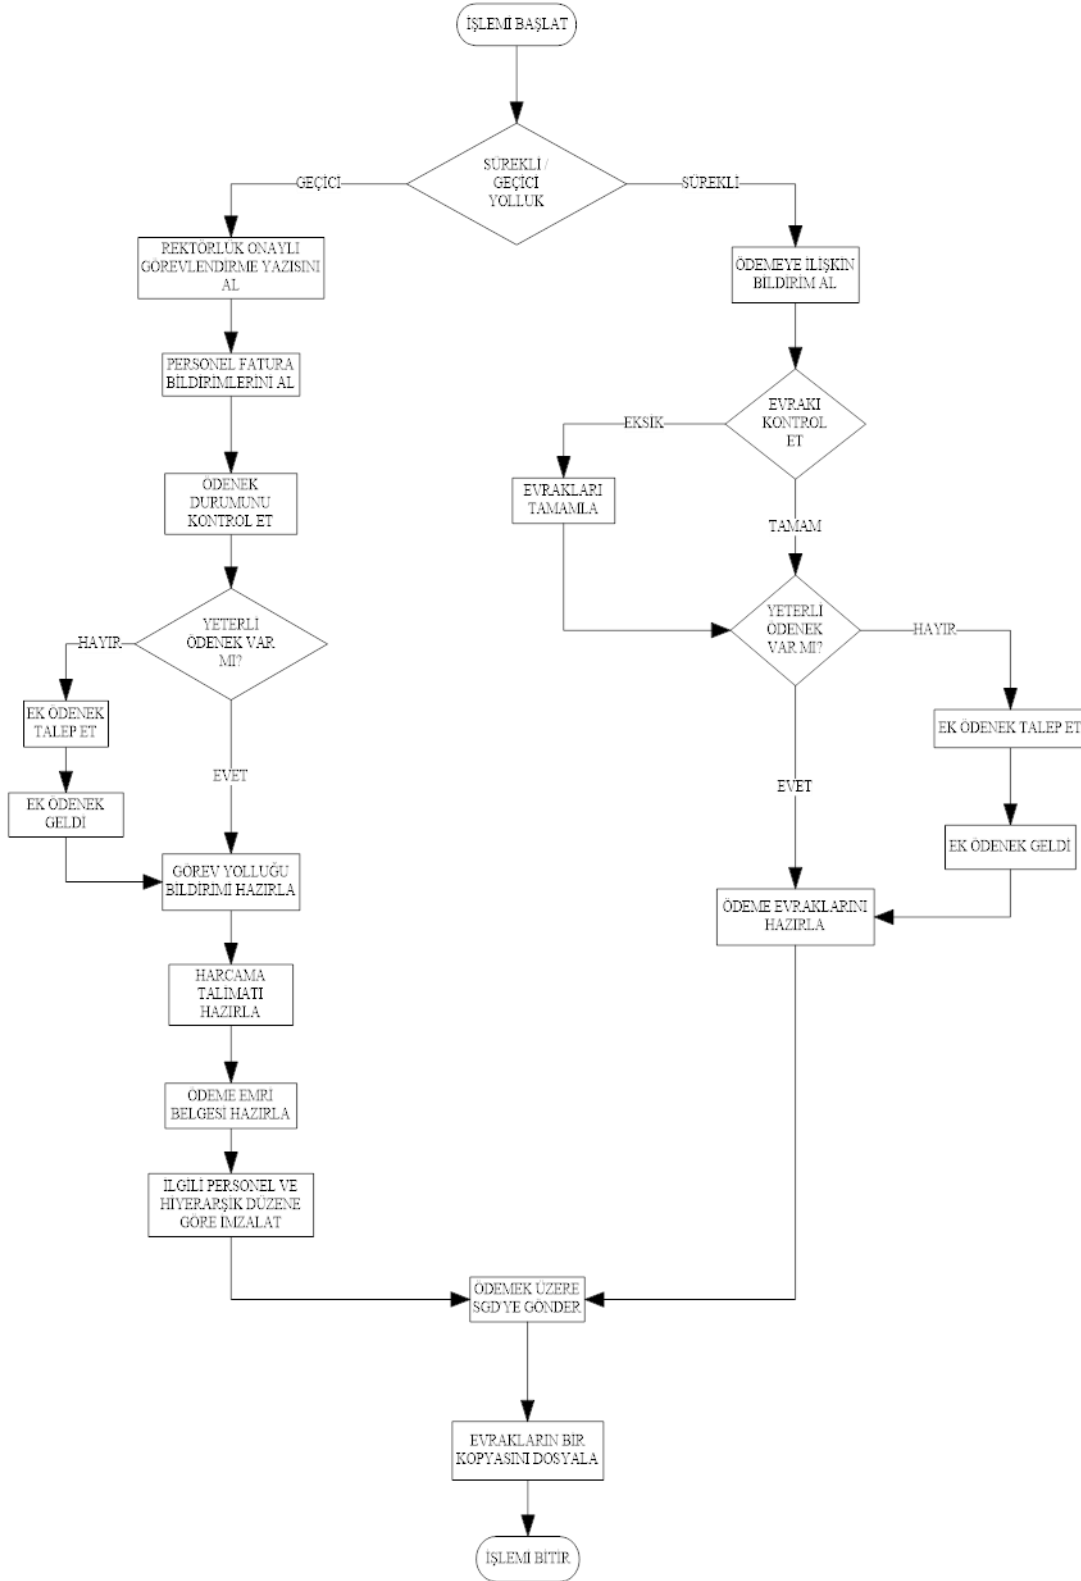 İŞLEMİ BAŞLAT
SÜREKLİ /
GEÇİCİ
YOLLUK
GEÇİCİ
SÜREKLİ
REKTÖRLÜK ONAYLI
GÖREVLENDİRME YAZISINI
AL
ÖDEMEYE İLİŞKİN
BİLDİRİM AL
PERSONEL FATURA
BİLDİRİMLERİNİ AL
EVRAKI
KONTROL
ET
EKSİK
EVRAKLARI
TAMAMLA
TAMAM
ÖDENEK
DURUMUNU
KONTROL ET
YETERLİ
ÖDENEK VAR
MI?
HAYIR
YETERLİ
ÖDENEK
VAR MI?
HAYIR
EK ÖDENEK
TALEP ET
EK ÖDENEK TALEP ET
EVET
EVET
EK ÖDENEK
GELDİ
EK ÖDENEK GELDİ
GÖREV YOLLUĞU
BİLDİRİMİ HAZIRLA
ÖDEME EVRAKLARINI
HAZIRLA
HARCAMA
TALİMATI
HAZIRLA
ÖDEME EMRİ
BELGESİ HAZIRLA
İLGİLİ PERSONEL VE
HİYERARŞİK DÜZENE
GÖRE İMZALAT
ÖDEMEK ÜZERE
SGD'YE GÖNDER
EVRAKLARIN BİR
KOPYASINI DOSYALA
İŞLEMİ BİTİR